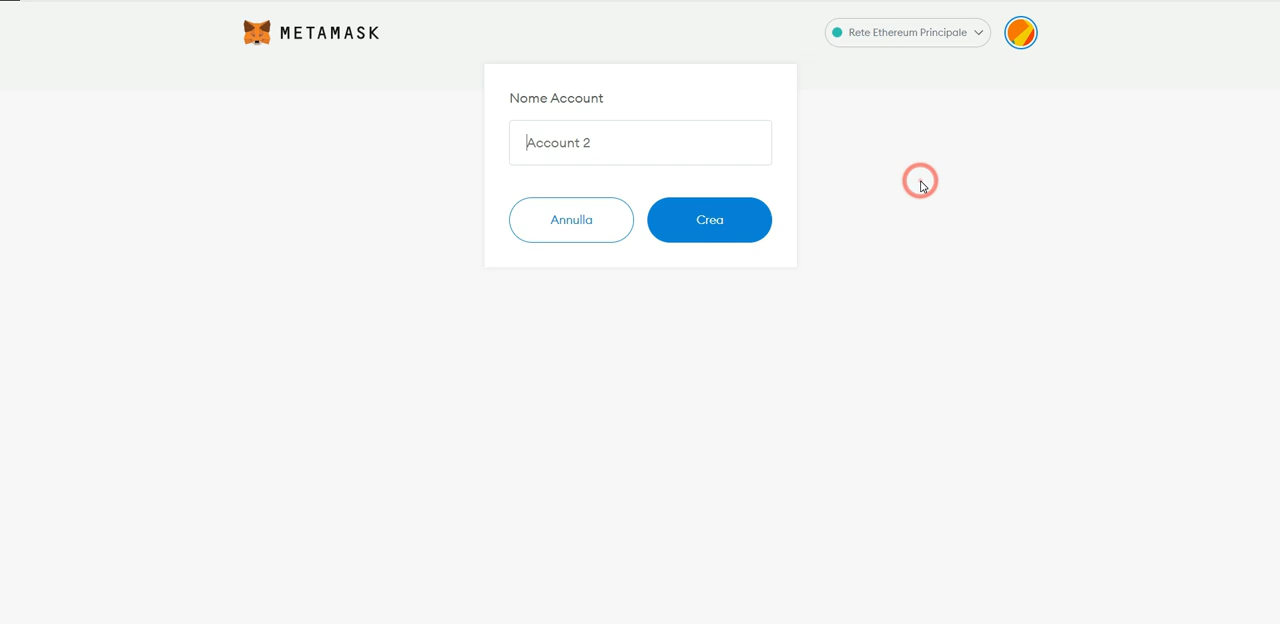 METAMASK
Rete Ethereum Principale
Nome Account
Account 2
Annulla
Crea